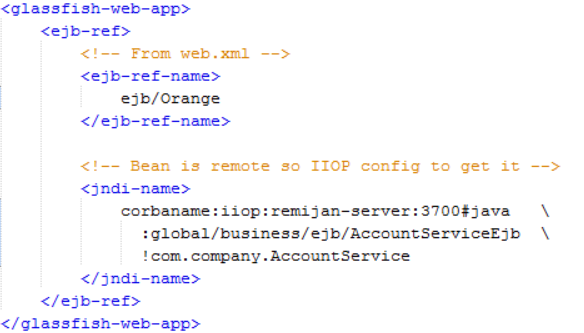 <glassfish-web-app>
<ejb-ref>
<!-- From web.xml -->
<ejb-ref-name>
ejb/Orange
</ejb-ref-name>
<!-- Bean is remote so IIOP config to get it -->
<jndi-name>
corbaname:iiop:remijan-server:3700#java \
:global/business/ejb/AccountServiceEjb \
!com.company.AccountService
</jndi-name>
</ejb-ref>
</glassfish-web-app>